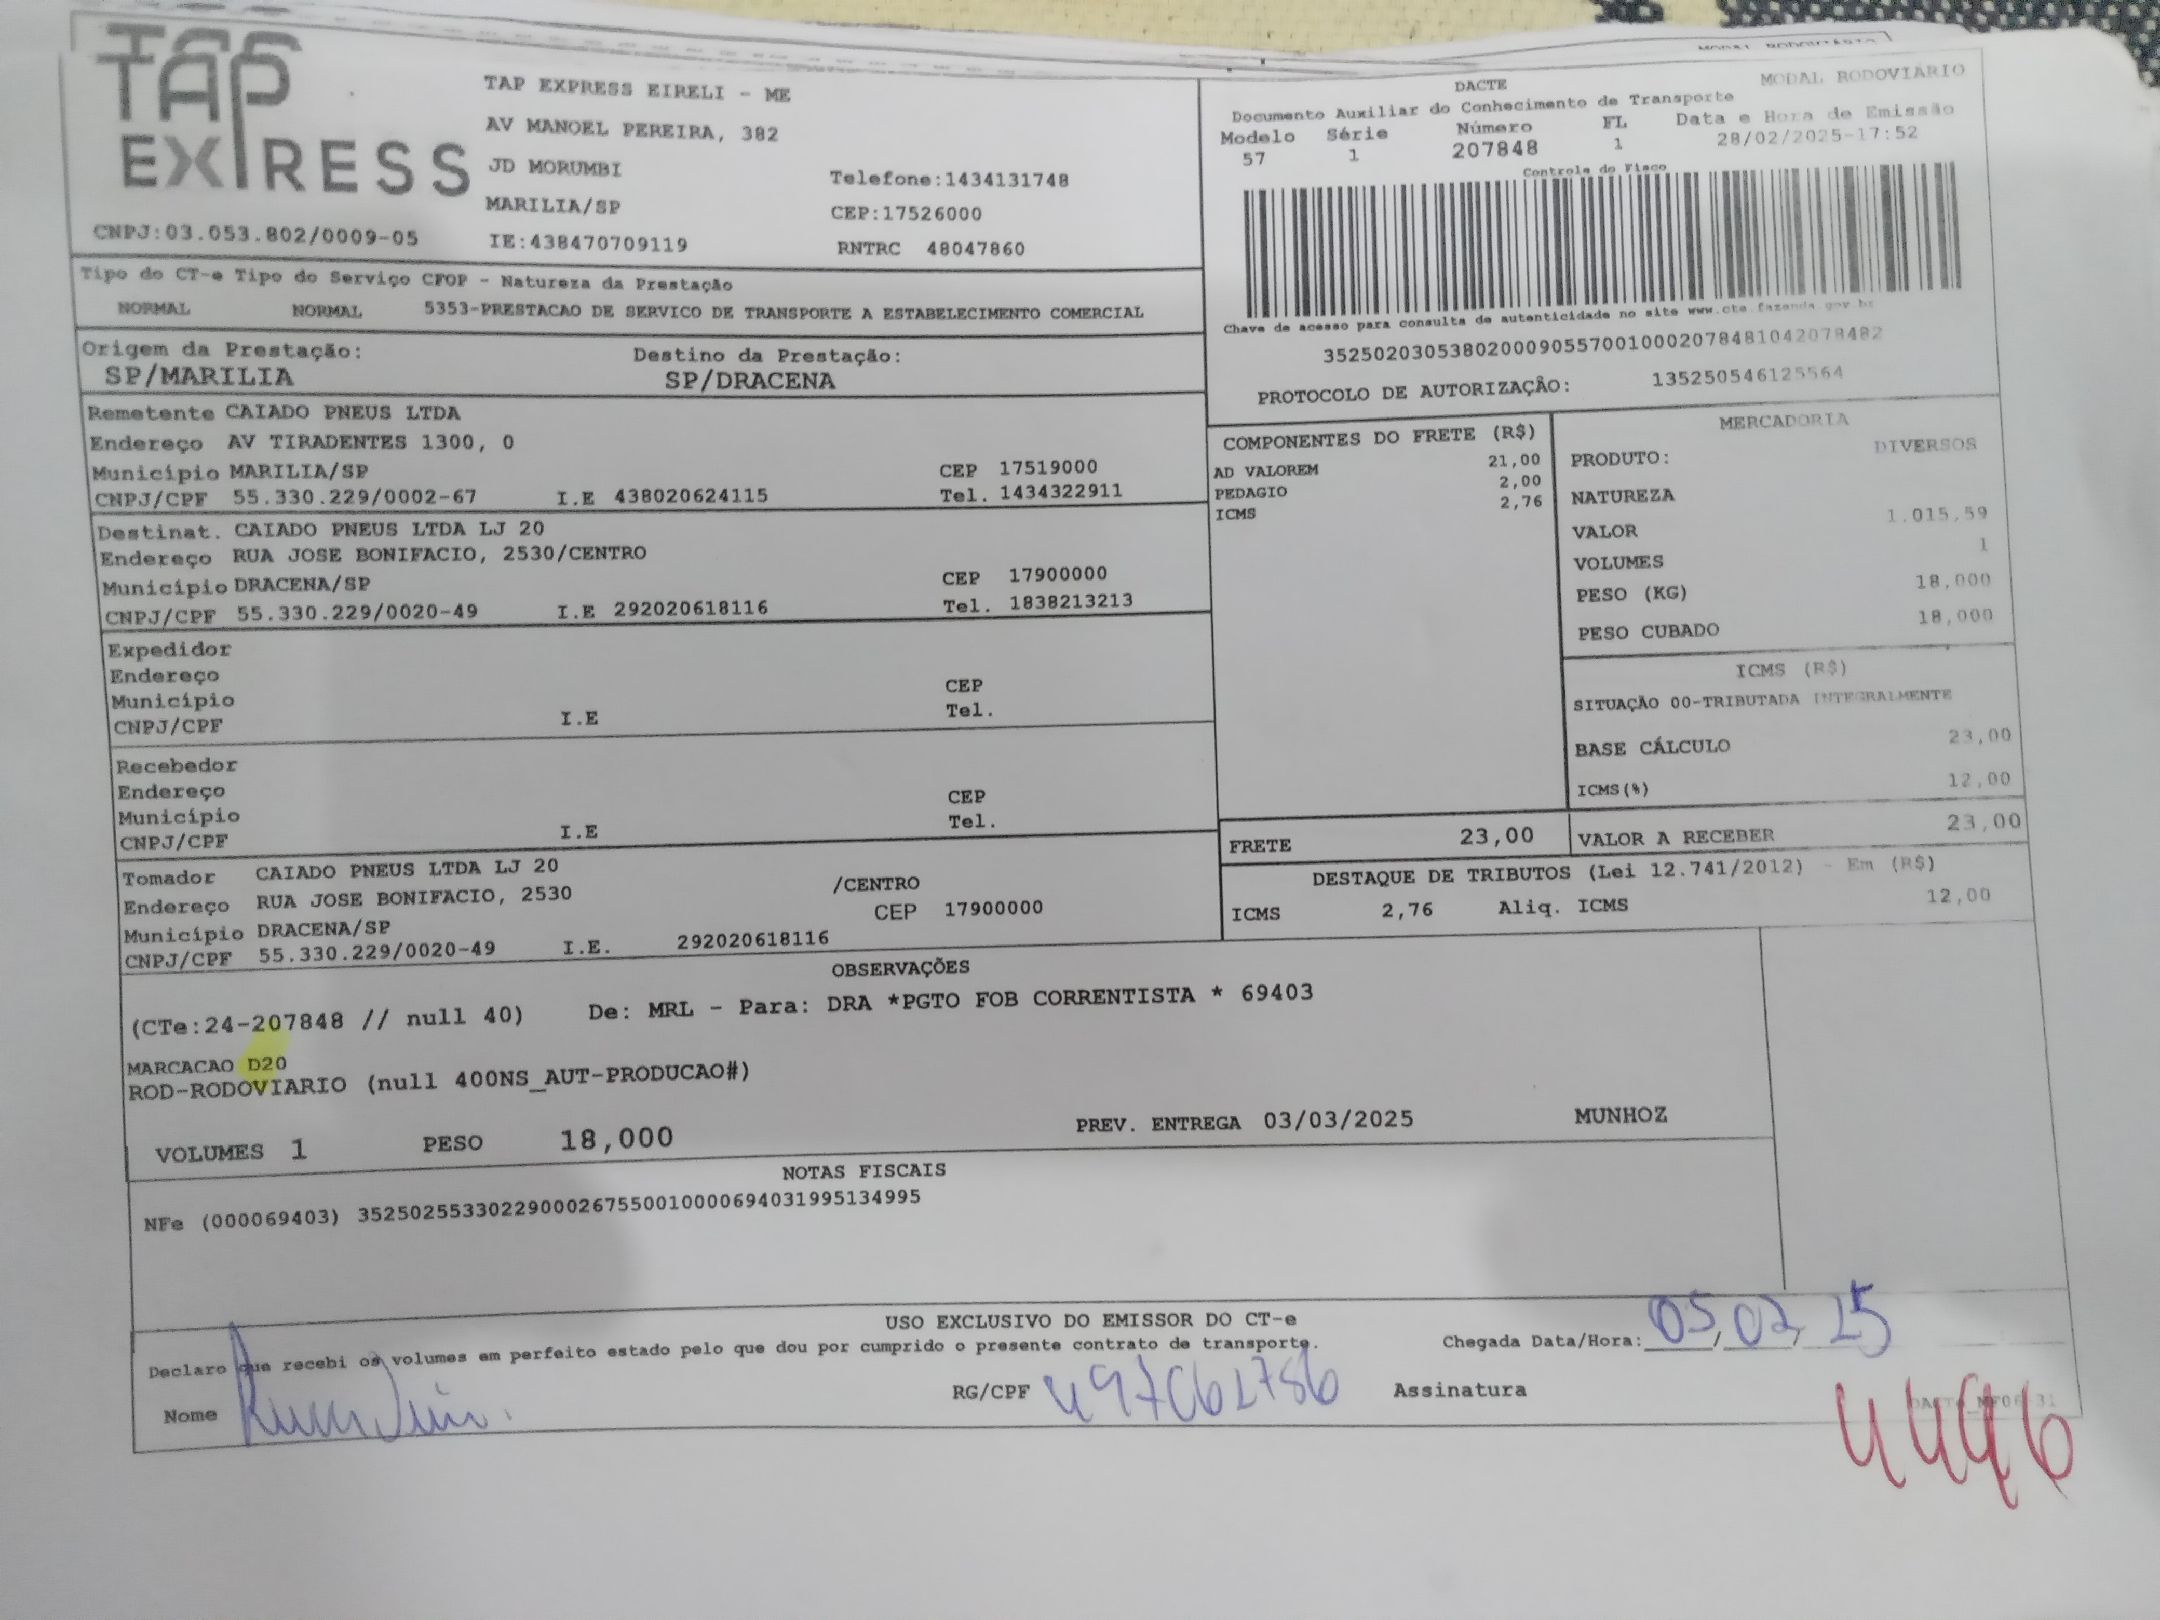 TAP EXPRESS
TAP EXPRESS EIRELI - ME
AV MANOEL PEREIRA, 382
JD MORUMBI
Telefone:1434131748
MARILIA/SP
CEP:17526000
CNPJ:03.053.802/0009-05
IE:438470709119
RNTRC 48047860
DACTE
MODAL RODOVIÁRIO
Documento Auxiliar do Conhecimento de Transporte
Modelo Série Número FL Data e Hora de Emissão
57 1 207848 1 28/02/2025-17:52
Controle do Fisco
Chave de acesso para consulta de autenticidade no site www.cte.fazenda.gov.br
35250203053802000905570010002078481042078482
PROTOCOLO DE AUTORIZAÇÃO: 135250546125564
Tipo do CT-e Tipo do Serviço CFOP - Natureza da Prestação
NORMAL NORMAL 5353-PRESTACAO DE SERVICO DE TRANSPORTE A ESTABELECIMENTO COMERCIAL
Origem da Prestação: Destino da Prestação:
SP/MARILIA SP/DRACENA
Remetente CAIADO PNEUS LTDA
Endereço AV TIRADENTES 1300, 0
Município MARILIA/SP CEP 17519000
CNPJ/CPF 55.330.229/0002-67 I.E 438020624115 Tel. 1434322911
Destinat. CAIADO PNEUS LTDA LJ 20
Endereço RUA JOSE BONIFACIO, 2530/CENTRO
Município DRACENA/SP CEP 17900000
CNPJ/CPF 55.330.229/0020-49 I.E 292020618116 Tel. 1838213213
Expedidor
Endereço
Município CEP
CNPJ/CPF I.E Tel.
Recebedor
Endereço
Município CEP
CNPJ/CPF I.E Tel.
Tomador CAIADO PNEUS LTDA LJ 20
Endereço RUA JOSE BONIFACIO, 2530 /CENTRO
Município DRACENA/SP CEP 17900000
CNPJ/CPF 55.330.229/0020-49 I.E. 292020618116
COMPONENTES DO FRETE (R$)
AD VALOREM 21,00
PEDAGIO 2,00
ICMS 2,76
MERCADORIA
PRODUTO: DIVERSOS
NATUREZA
VALOR 1.015,59
VOLUMES 1
PESO (KG) 18,000
PESO CUBADO 18,000
ICMS (R$)
SITUAÇÃO 00-TRIBUTADA INTEGRALMENTE
BASE CÁLCULO 23,00
ICMS(%) 12,00
FRETE 23,00 VALOR A RECEBER 23,00
DESTAQUE DE TRIBUTOS (Lei 12.741/2012) - Em (R$)
ICMS 2,76 Aliq. ICMS 12,00
OBSERVAÇÕES
(CTe:24-207848 // null 40) De: MRL - Para: DRA *PGTO FOB CORRENTISTA * 69403
MARCACAO D20
ROD-RODOVIARIO (null 400NS_AUT-PRODUCAO#)
VOLUMES 1 PESO 18,000 PREV. ENTREGA 03/03/2025 MUNHOZ
NOTAS FISCAIS
NFe (000069403) 35250255330229000267550010000694031995134995
USO EXCLUSIVO DO EMISSOR DO CT-e
Declaro que recebi os volumes em perfeito estado pelo que dou por cumprido o presente contrato de transporte.
Chegada Data/Hora: 05/02/25
Nome RG/CPF Assinatura
4496